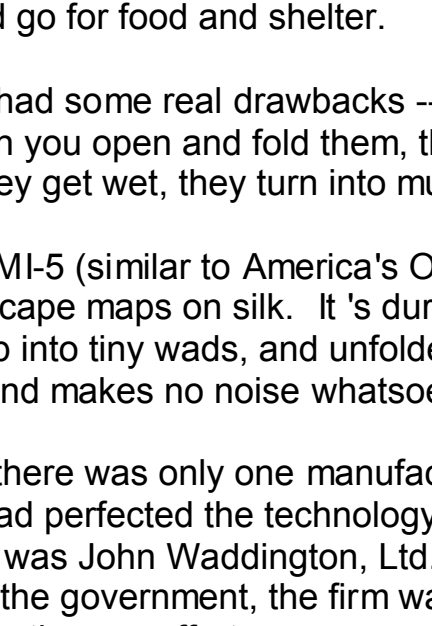 go for food and shelter.
had some real drawbacks --
you open and fold them,
ey get wet, they turn into mu
MI-5 (similar to America's O
cape maps on silk. It 's dur
into tiny wads, and unfolde
nd makes no noise whatsoe
there was only one manufac
ad perfected the technology
was John Waddington, Ltd.
the government, the firm wa